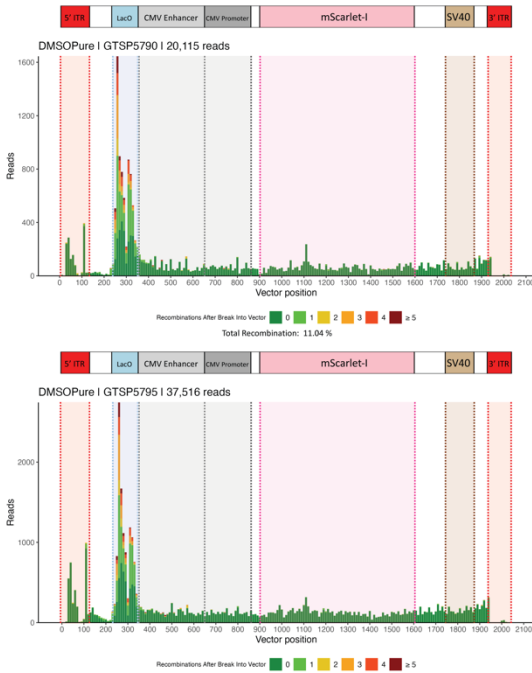 5' ITR LacO CMV Enhancer CMV Promoter mScarlet-I SV40 3' ITR
DMSOPure I GTSP5790 I 20,115 reads
1600
1200
800
400
0
Reads
0 100 200 300 400 500 600 700 800 900 1000 1100 1200 1300 1400 1500 1600 1700 1800 1900 2000 2100
Vector position
Recombinations After Break Into Vector 0 1 2 3 4 ≥ 5
Total Recombination: 11.04 %
5' ITR LacO CMV Enhancer CMV Promoter mScarlet-I SV40 3' ITR
DMSOPure I GTSP5795 I 37,516 reads
2000
1000
0
Reads
0 100 200 300 400 500 600 700 800 900 1000 1100 1200 1300 1400 1500 1600 1700 1800 1900 2000 2100
Vector position
Recombinations After Break Into Vector 0 1 2 3 4 ≥ 5